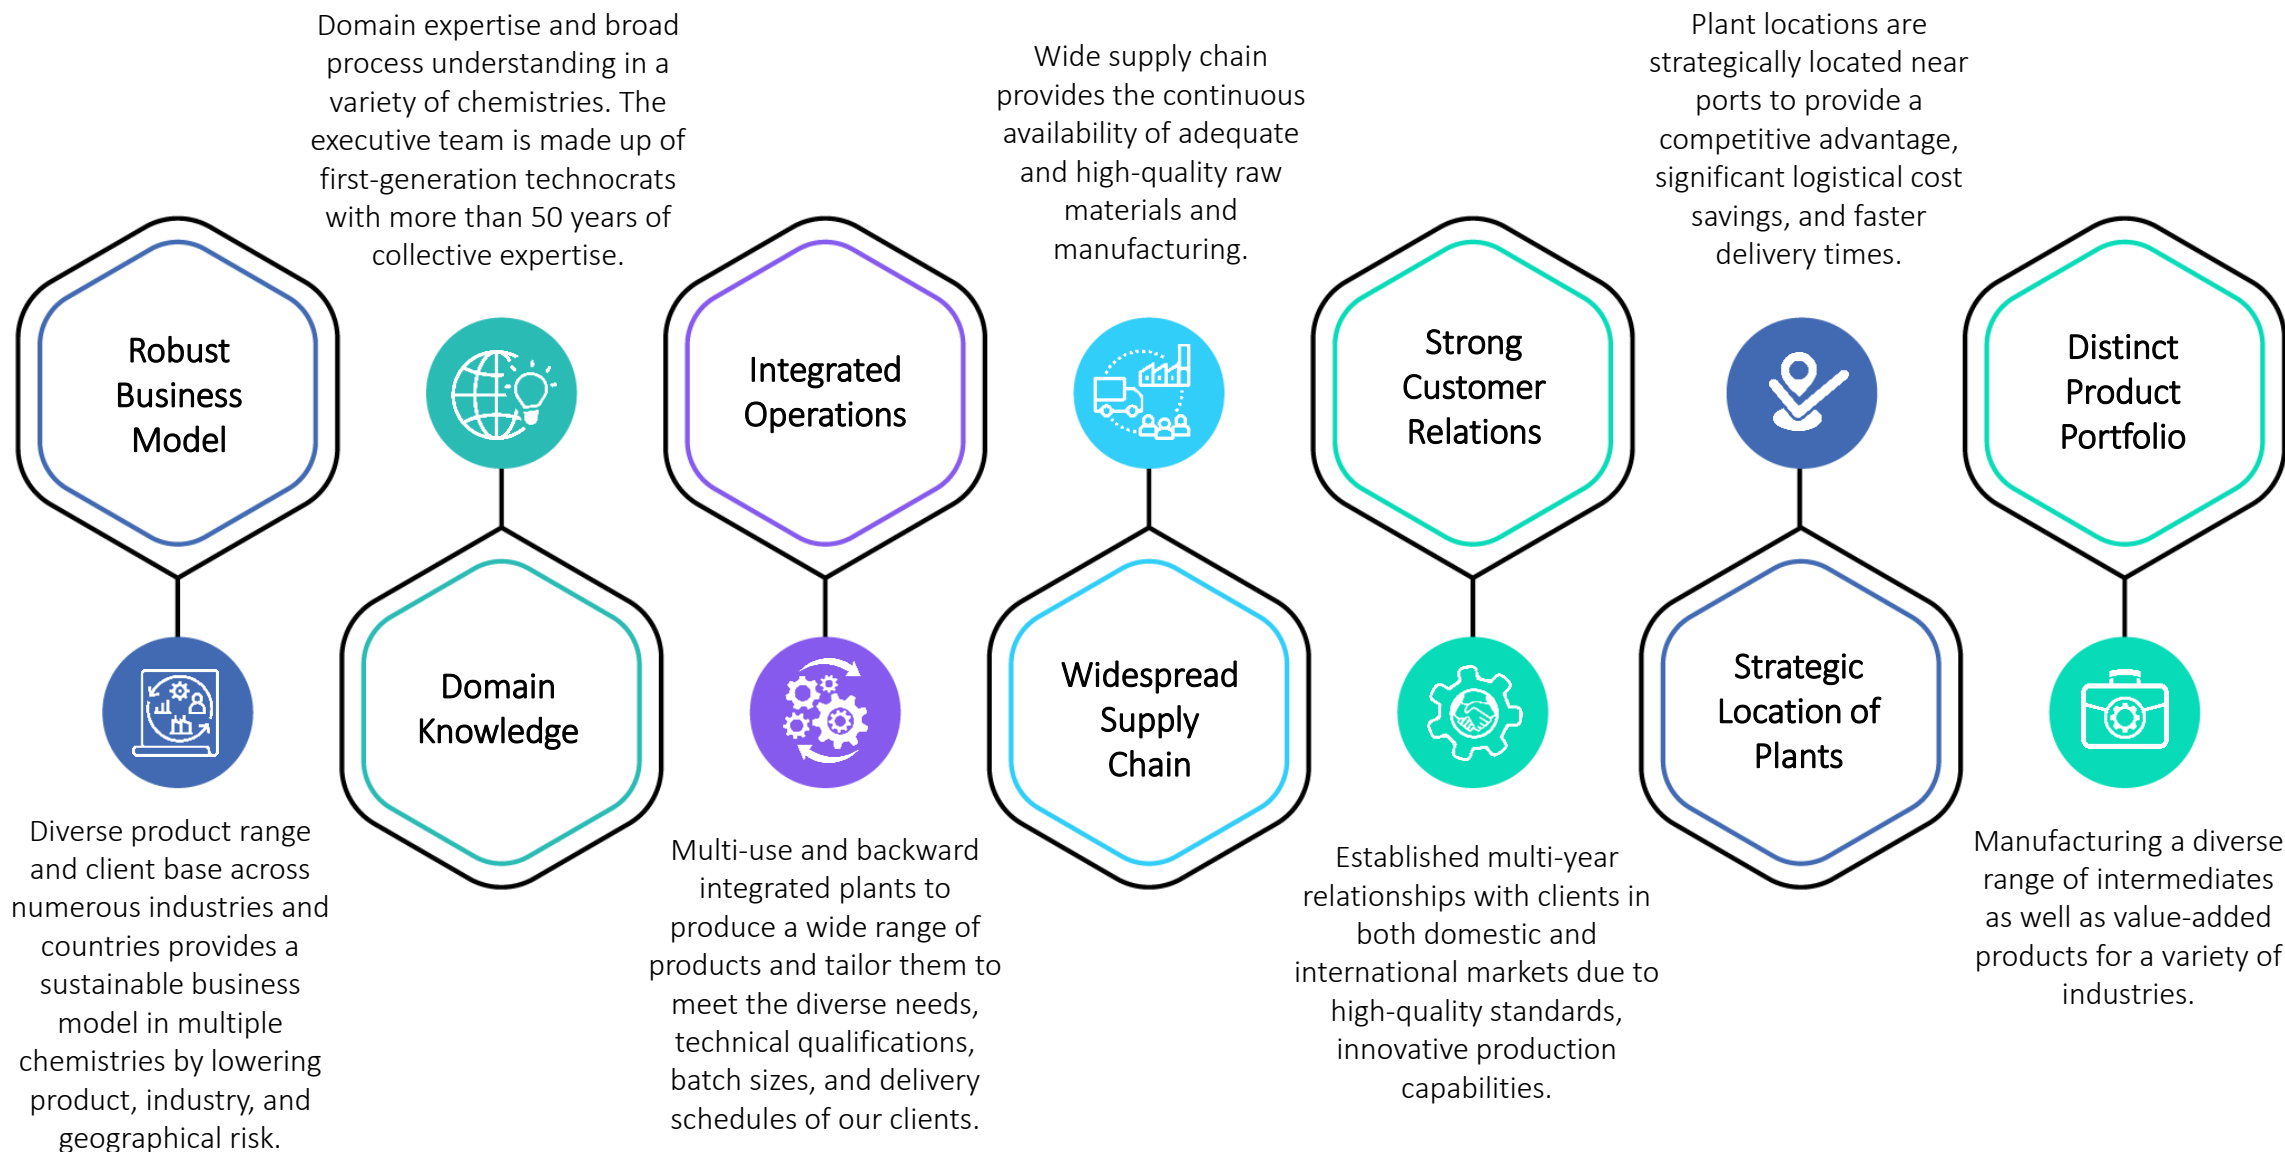 Robust
Business
Model
Diverse product range
and client base across
numerous industries and
countries provides a
sustainable business
model in multiple
chemistries by lowering
product, industry, and
geographical risk.
Domain expertise and broad
process understanding in a
variety of chemistries. The
executive team is made up of
first-generation technocrats
with more than 50 years of
collective expertise.
Domain
Knowledge
Integrated
Operations
Multi-use and backward
integrated plants to
produce a wide range of
products and tailor them to
meet the diverse needs,
technical qualifications,
batch sizes, and delivery
schedules of our clients.
Wide supply chain
provides the continuous
availability of adequate
and high-quality raw
materials and
manufacturing.
Widespread
Supply
Chain
Strong
Customer
Relations
Established multi-year
relationships with clients in
both domestic and
international markets due to
high-quality standards,
innovative production
capabilities.
Plant locations are
strategically located near
ports to provide a
competitive advantage,
significant logistical cost
savings, and faster
delivery times.
Strategic
Location of
Plants
Distinct
Product
Portfolio
Manufacturing a diverse
range of intermediates
as well as value-added
products for a variety of
industries.